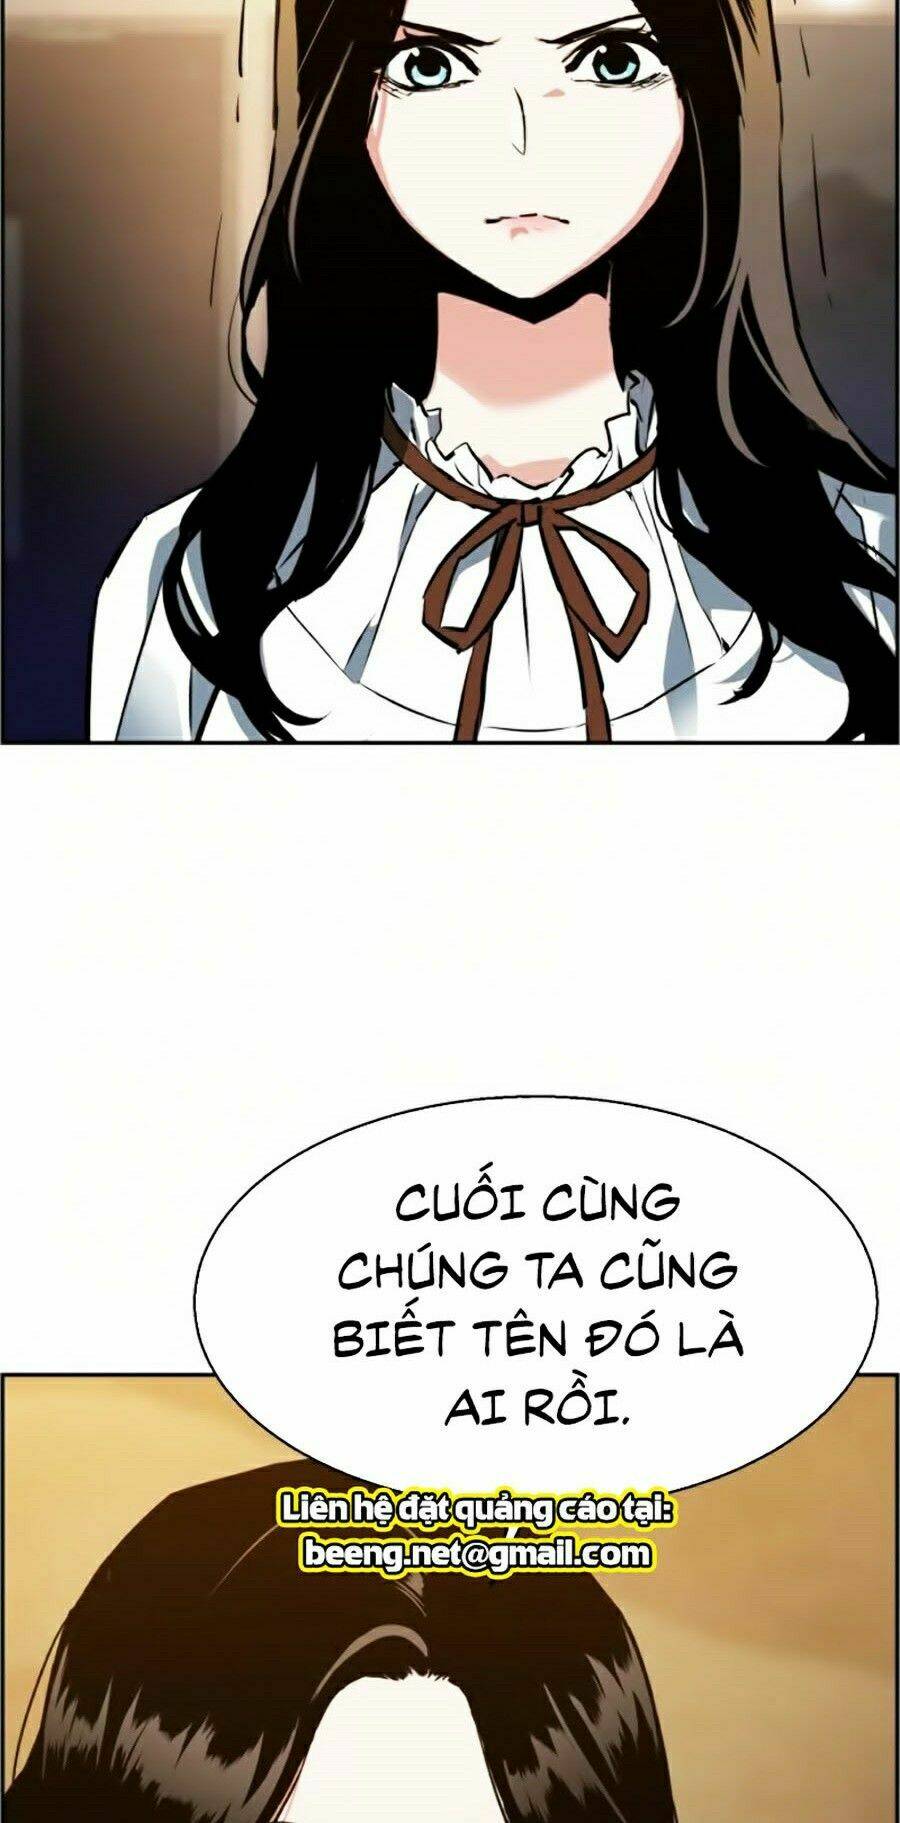 CUỐI CÙNG
CHÚNG TA CŨNG
BIẾT TÊN ĐÓ LÀ
AI RỒI.
Liên hệ đặt quảng cáo tại:
beeng.net@gmail.com